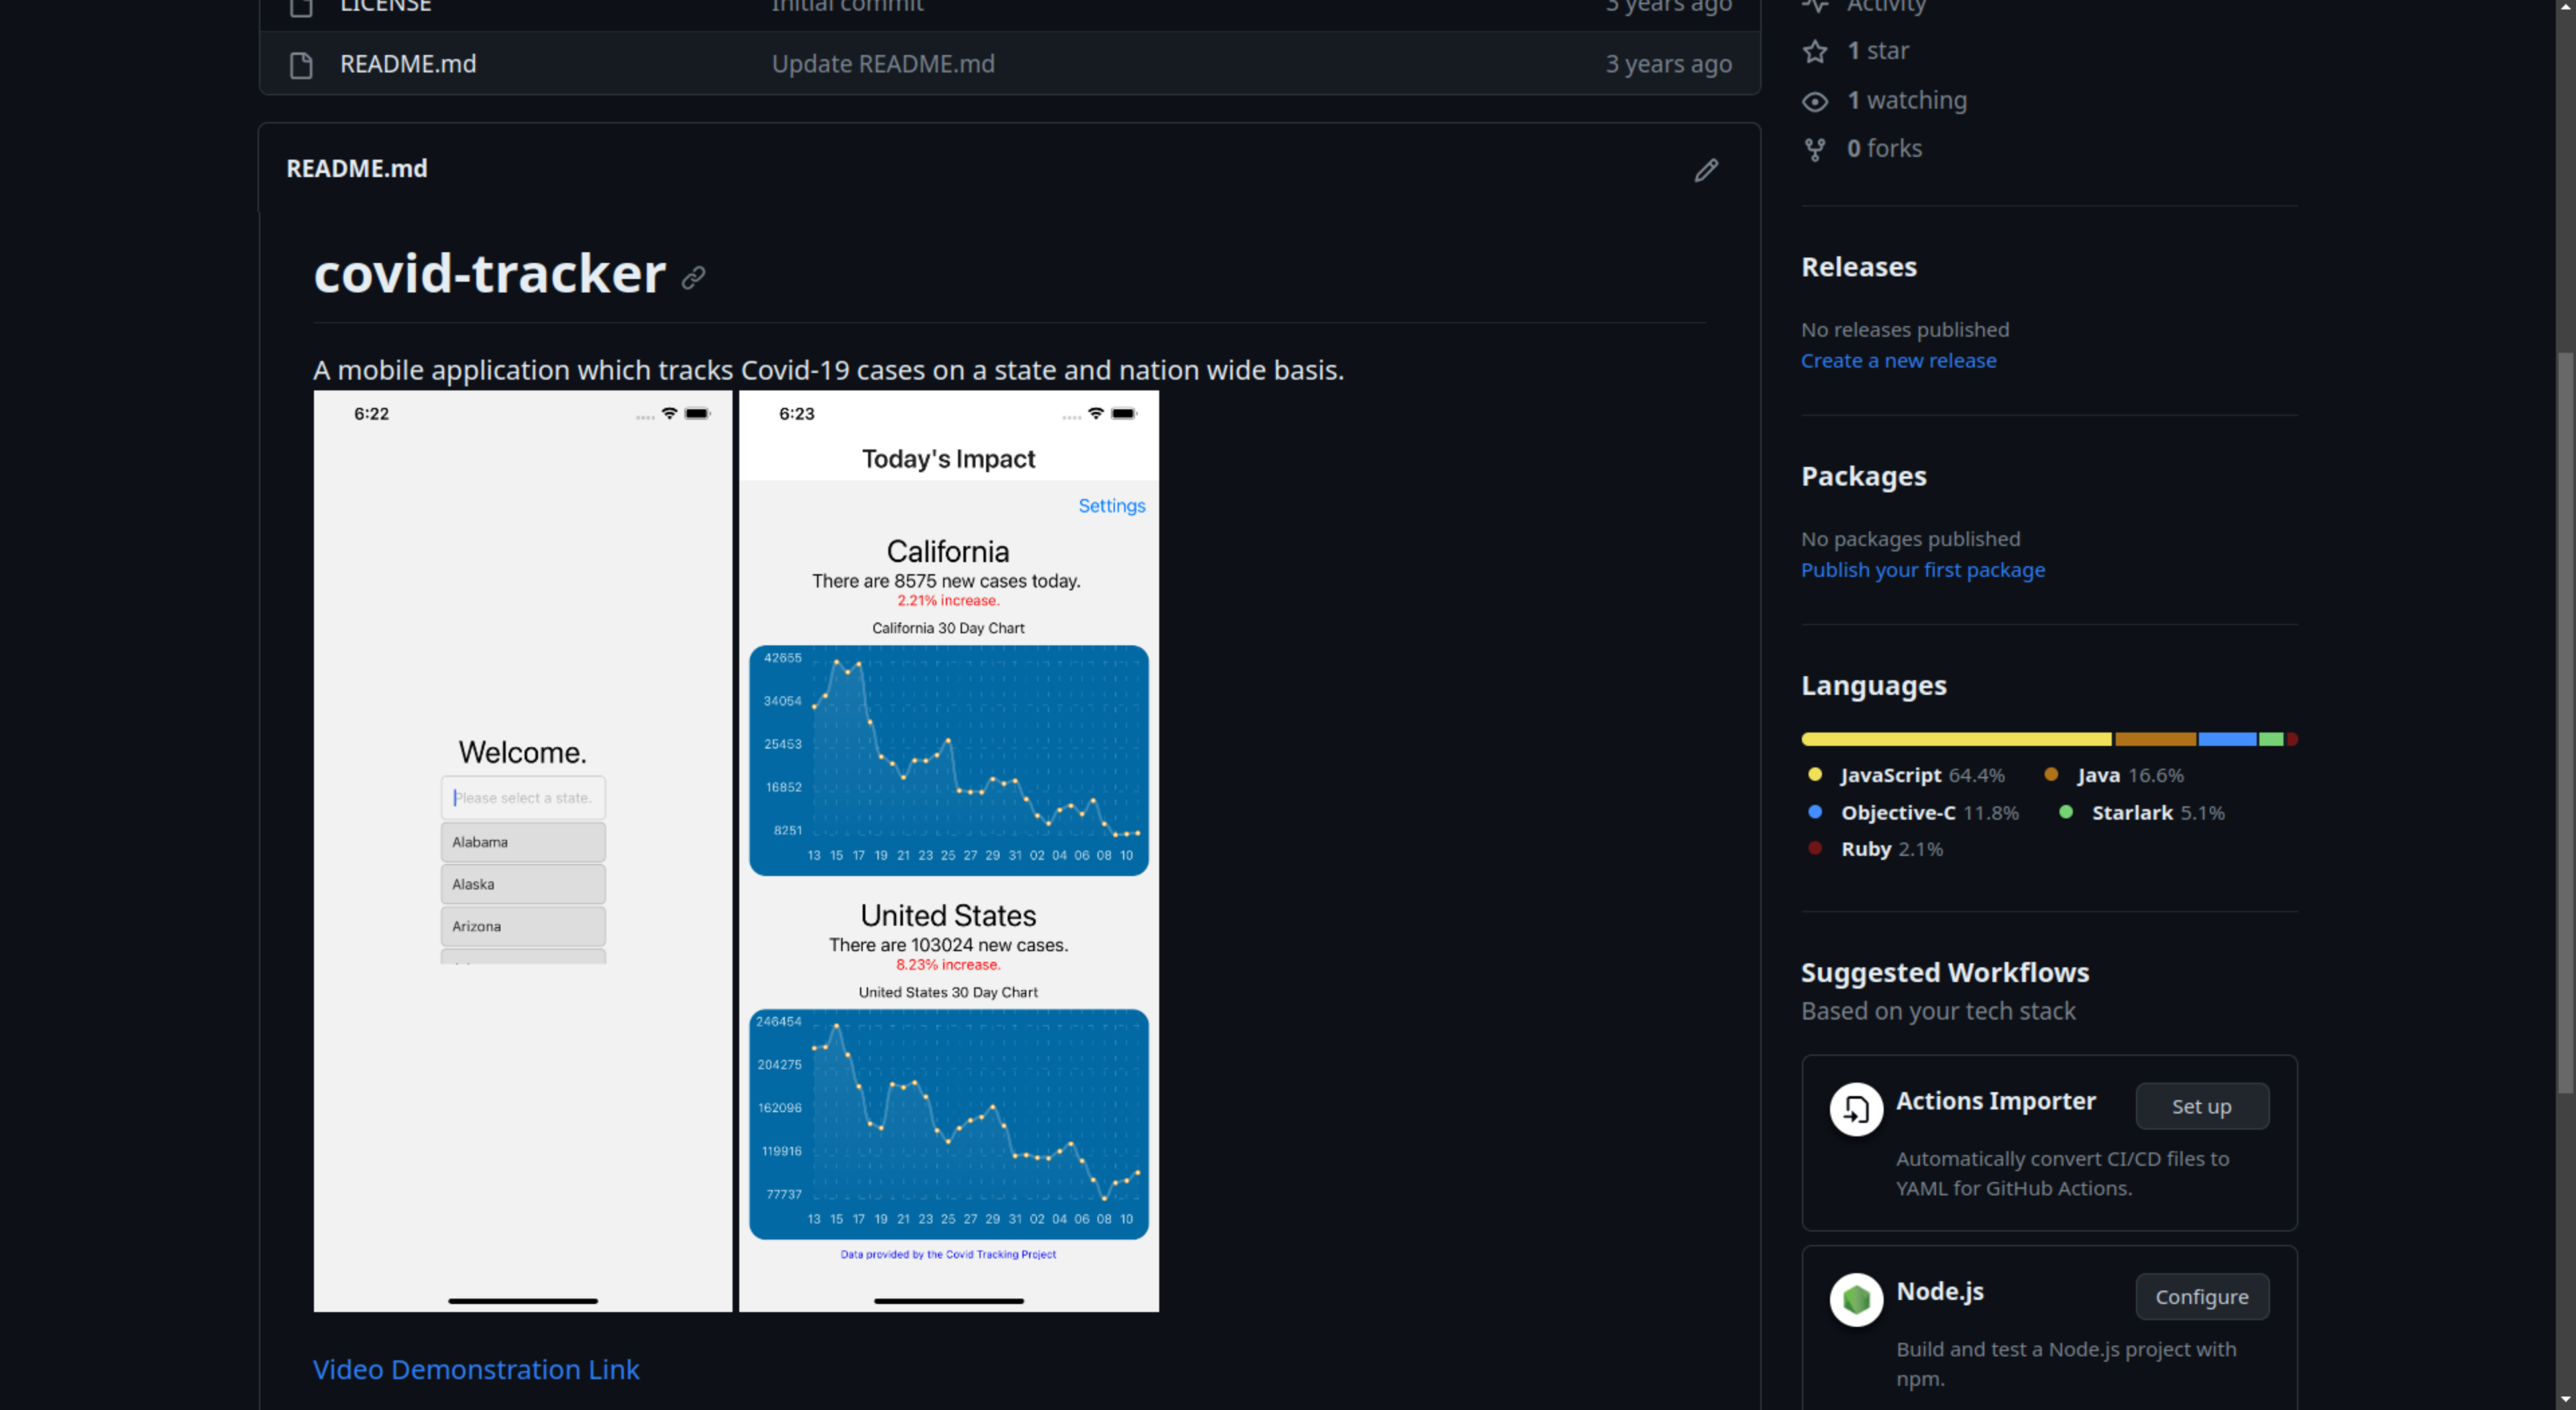 LICENSE
Initial commit
3 years ago
README.md
Update README.md
3 years ago
README.md
covid-tracker
A mobile application which tracks Covid-19 cases on a state and nation wide basis.
6:22
Welcome.
Please select a state.
Alabama
Alaska
Arizona
6:23
Today's Impact
Settings
California
There are 8575 new cases today.
2.21% increase.
California 30 Day Chart
42655
34054
25453
16852
8251
13 15 17 19 21 23 25 27 29 31 02 04 06 08 10
United States
There are 103024 new cases.
8.23% increase.
United States 30 Day Chart
246454
204275
162096
119916
77737
13 15 17 19 21 23 25 27 29 31 02 04 06 08 10
Data provided by the Covid Tracking Project
Video Demonstration Link
Activity
1 star
1 watching
0 forks
Releases
No releases published
Create a new release
Packages
No packages published
Publish your first package
Languages
JavaScript 64.4%
Java 16.6%
Objective-C 11.8%
Starlark 5.1%
Ruby 2.1%
Suggested Workflows
Based on your tech stack
Actions Importer
Set up
Automatically convert CI/CD files to
YAML for GitHub Actions.
Node.js
Configure
Build and test a Node.js project with
npm.